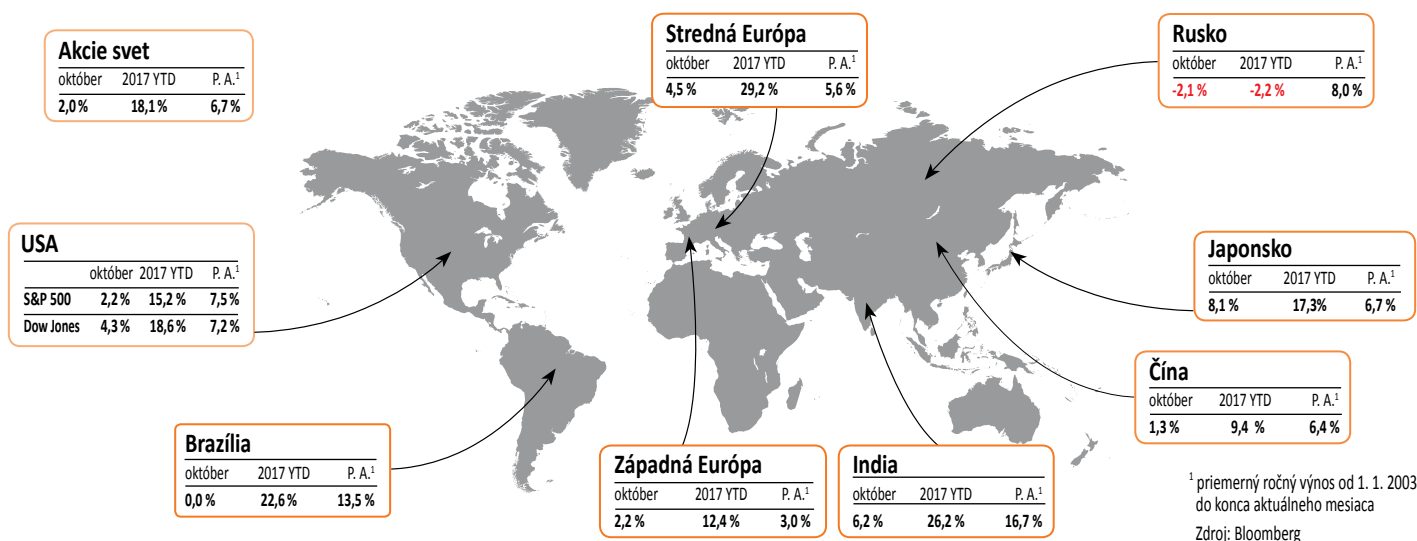 Akcie svet
október 2017 YTD P. A.¹
2,0 % 18,1 % 6,7 %
Stredná Európa
október 2017 YTD P. A.¹
4,5 % 29,2 % 5,6 %
Rusko
október 2017 YTD P. A.¹
-2,1 % -2,2 % 8,0 %
USA
október 2017 YTD P. A.¹
S&P 500 2,2 % 15,2 % 7,5 %
Dow Jones 4,3 % 18,6 % 7,2 %
Japonsko
október 2017 YTD P. A.¹
8,1 % 17,3% 6,7 %
Čína
október 2017 YTD P. A.¹
1,3 % 9,4 % 6,4 %
Brazília
október 2017 YTD P. A.¹
0,0 % 22,6 % 13,5 %
Západná Európa
október 2017 YTD P. A.¹
2,2 % 12,4 % 3,0 %
India
október 2017 YTD P. A.¹
6,2 % 26,2 % 16,7 %
¹ priemerný ročný výnos od 1. 1. 2003
do konca aktuálneho mesiaca
Zdroj: Bloomberg